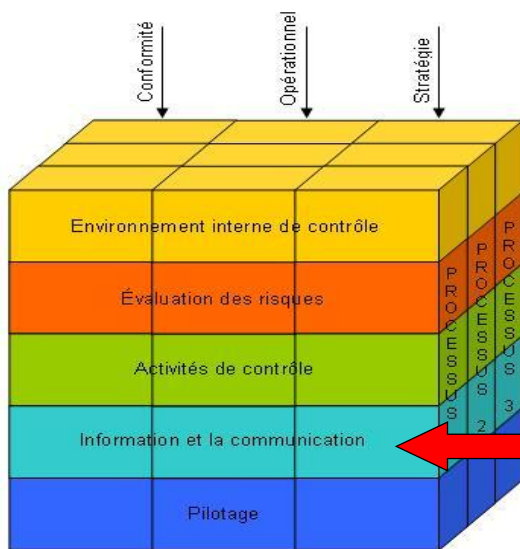 Conformité
Opérationnel
Stratégie
Environnement interne de contrôle
Évaluation des risques
Activités de contrôle
Information et la communication
Pilotage
PROCESSUS
PROCESSUS 2
PROCESSUS 3